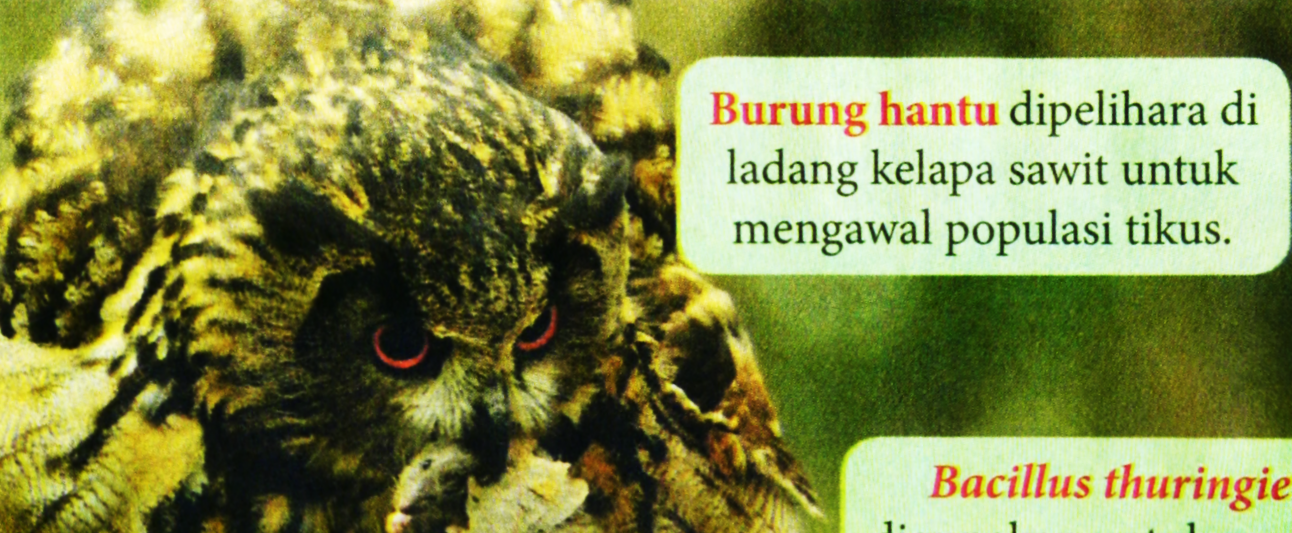 Burung hantu dipelihara di
ladang kelapa sawit untuk
mengawal populasi tikus.
Bacillus thuringie